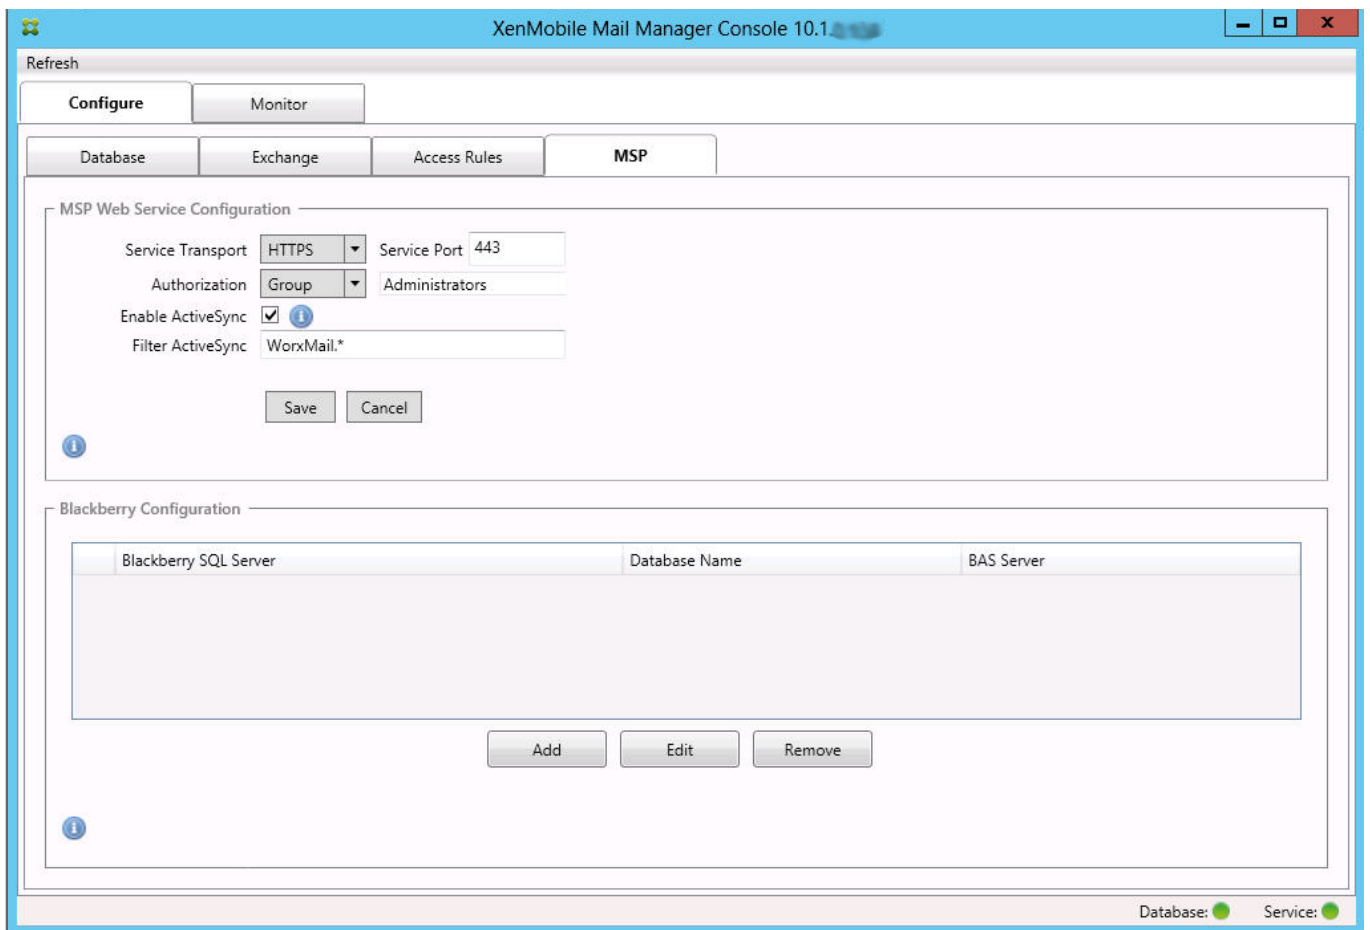 XenMobile Mail Manager Console 10.1.
Refresh
Configure Monitor
Database Exchange Access Rules MSP
MSP Web Service Configuration
Service Transport HTTPS Service Port 443
Authorization Group Administrators
Enable ActiveSync
Filter ActiveSync WorxMail.*
Save Cancel
Blackberry Configuration
Blackberry SQL Server Database Name BAS Server
Add Edit Remove
Database: Service: